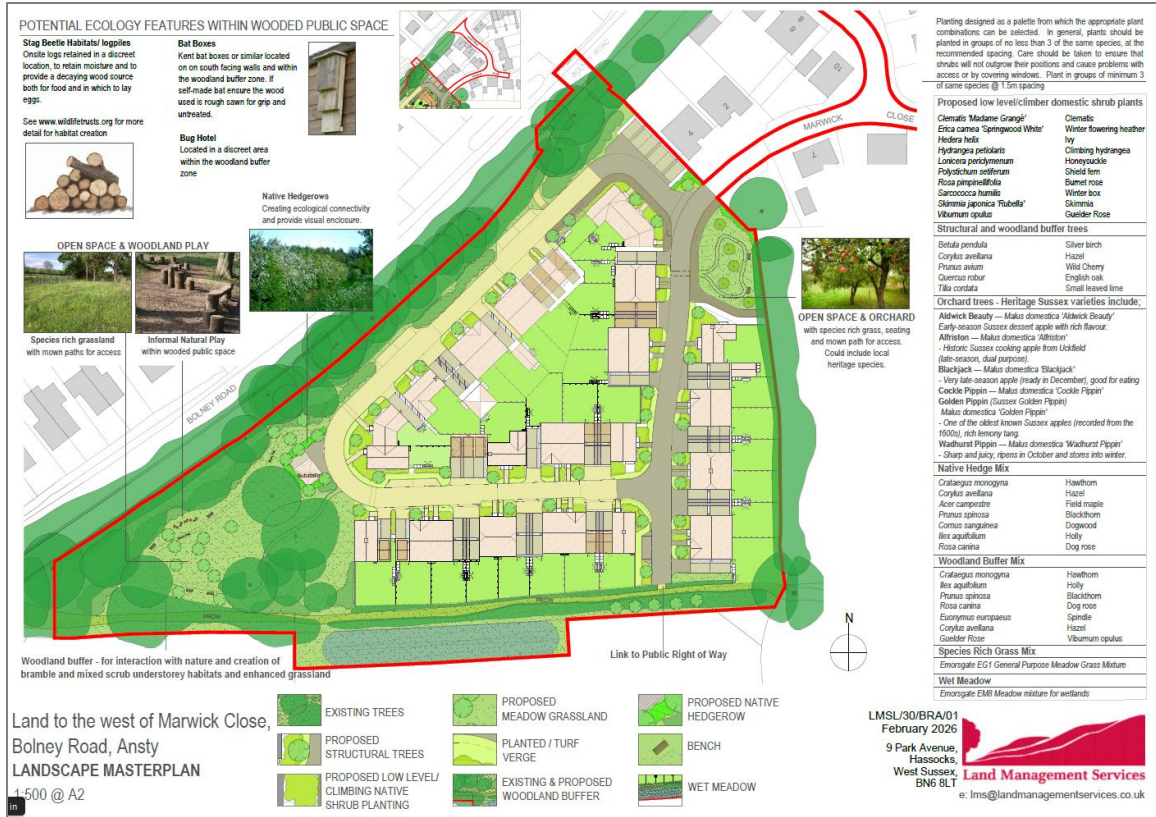 POTENTIAL ECOLOGY FEATURES WITHIN WOODED PUBLIC SPACE
Stag Beetle Habitats/ logpiles
Onsite logs retained in a discreet
location, to retain moisture and to
provide a decaying wood source
both for food and in which to lay
eggs.
See www.wildlifetrusts.org for more
detail for habitat creation
Bat Boxes
Kent bat boxes or similar located
on on south facing walls and within
the woodland buffer zone. If
self-made bat ensure the wood
used is rough sawn for grip and
untreated.
Bug Hotel
Located in a discreet area
within the woodland buffer
zone
Native Hedgerows
Creating ecological connectivity
and provide visual enclosure.
OPEN SPACE & WOODLAND PLAY
Species rich grassland
with mown paths for access
Informal Natural Play
within wooded public space
BOLNEY ROAD
ROAD
MARWICK
CLOSE
2
4
7
10
OPEN SPACE & ORCHARD
with species rich grass, seating
and mown path for access.
Could include local
heritage species.
Substation
PROW
PROW
Woodland buffer - for interaction with nature and creation of
bramble and mixed scrub understorey habitats and enhanced grassland
Link to Public Right of Way
N
Planting designed as a palette from which the appropriate plant
combinations can be selected. In general, plants should be
planted in groups of no less than 3 of the same species, at the
recommended spacing. Care should be taken to ensure that
shrubs will not outgrow their positions and cause problems with
access or by covering windows. Plant in groups of minimum 3
of same species @ 1.5m spacing
Proposed low level/climber domestic shrub plants
Clematis 'Madame Grangé' Clematis
Erica carnea 'Springwood White' Winter flowering heather
Hedera helix Ivy
Hydrangea petiolaris Climbing hydrangea
Lonicera periclymenum Honeysuckle
Polystichum setiferum Shield fern
Rosa pimpinellifolia Burnet rose
Sarcococca humilis Winter box
Skimmia japonica 'Rubella' Skimmia
Viburnum opulus Guelder Rose
Structural and woodland buffer trees
Betula pendula Silver birch
Corylus avellana Hazel
Prunus avium Wild Cherry
Quercus robur English oak
Tilia cordata Small leaved lime
Orchard trees - Heritage Sussex varieties include;
Aldwick Beauty — Malus domestica 'Aldwick Beauty'
Early-season Sussex dessert apple with rich flavour.
Alfriston — Malus domestica 'Alfriston'
- Historic Sussex cooking apple from Uckfield
(late-season, dual purpose).
Blackjack — Malus domestica 'Blackjack'
- Very late-season apple (ready in December), good for eating
Cockle Pippin — Malus domestica 'Cockle Pippin'
Golden Pippin (Sussex Golden Pippin)
Malus domestica 'Golden Pippin'
- One of the oldest known Sussex apples (recorded from the
1600s), rich lemony tang.
Wadhurst Pippin — Malus domestica 'Wadhurst Pippin'
- Sharp and juicy, ripens in October and stores into winter.
Native Hedge Mix
Crataegus monogyna Hawthorn
Corylus avellana Hazel
Acer campestre Field maple
Prunus spinosa Blackthorn
Cornus sanguinea Dogwood
Ilex aquifolium Holly
Rosa canina Dog rose
Woodland Buffer Mix
Crataegus monogyna Hawthorn
Ilex aquifolium Holly
Prunus spinosa Blackthorn
Rosa canina Dog rose
Euonymus europaeus Spindle
Corylus avellana Hazel
Guelder Rose Viburnum opulus
Species Rich Grass Mix
Emorsgate EG1 General Purpose Meadow Grass Mixture
Wet Meadow
Emorsgate EM8 Meadow mixture for wetlands
Land to the west of Marwick Close,
Bolney Road, Ansty
LANDSCAPE MASTERPLAN
1:500 @ A2
in
EXISTING TREES
PROPOSED
STRUCTURAL TREES
PROPOSED LOW LEVEL/
CLIMBING NATIVE
SHRUB PLANTING
PROPOSED
MEADOW GRASSLAND
PLANTED / TURF
VERGE
EXISTING & PROPOSED
WOODLAND BUFFER
PROPOSED NATIVE
HEDGEROW
BENCH
WET MEADOW
LMSL/30/BRA/01
February 2026
9 Park Avenue,
Hassocks,
West Sussex,
BN6 8LT
Land Management Services
e: lms@landmanagementservices.co.uk